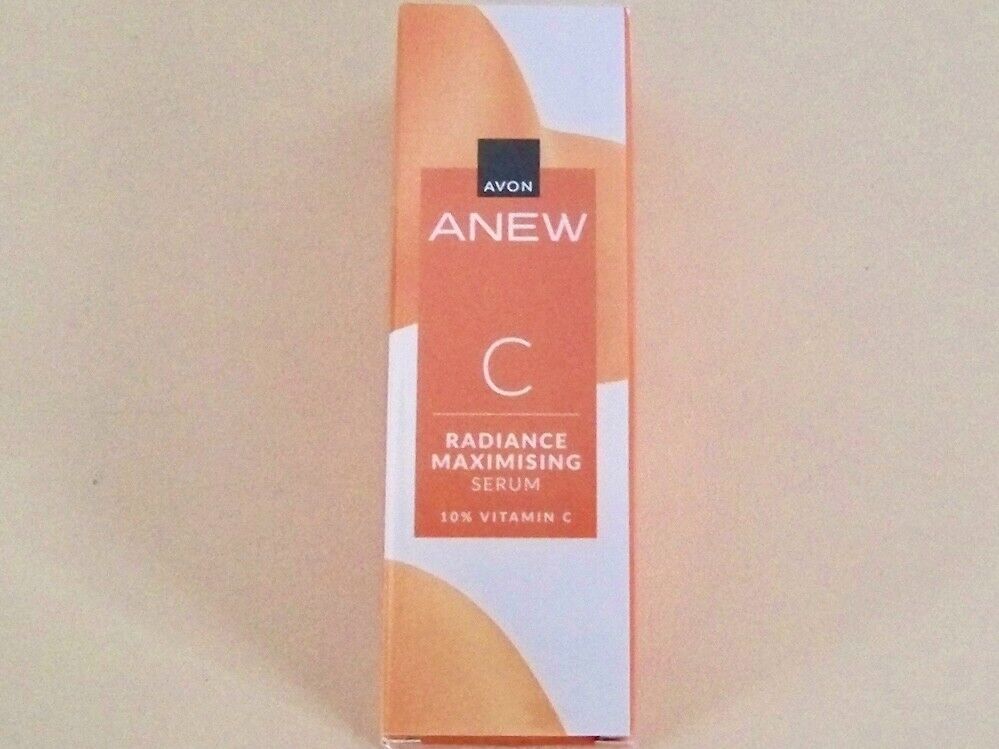 AVON
ANEW
C
RADIANCE
MAXIMISING
SERUM
10% VITAMIN C